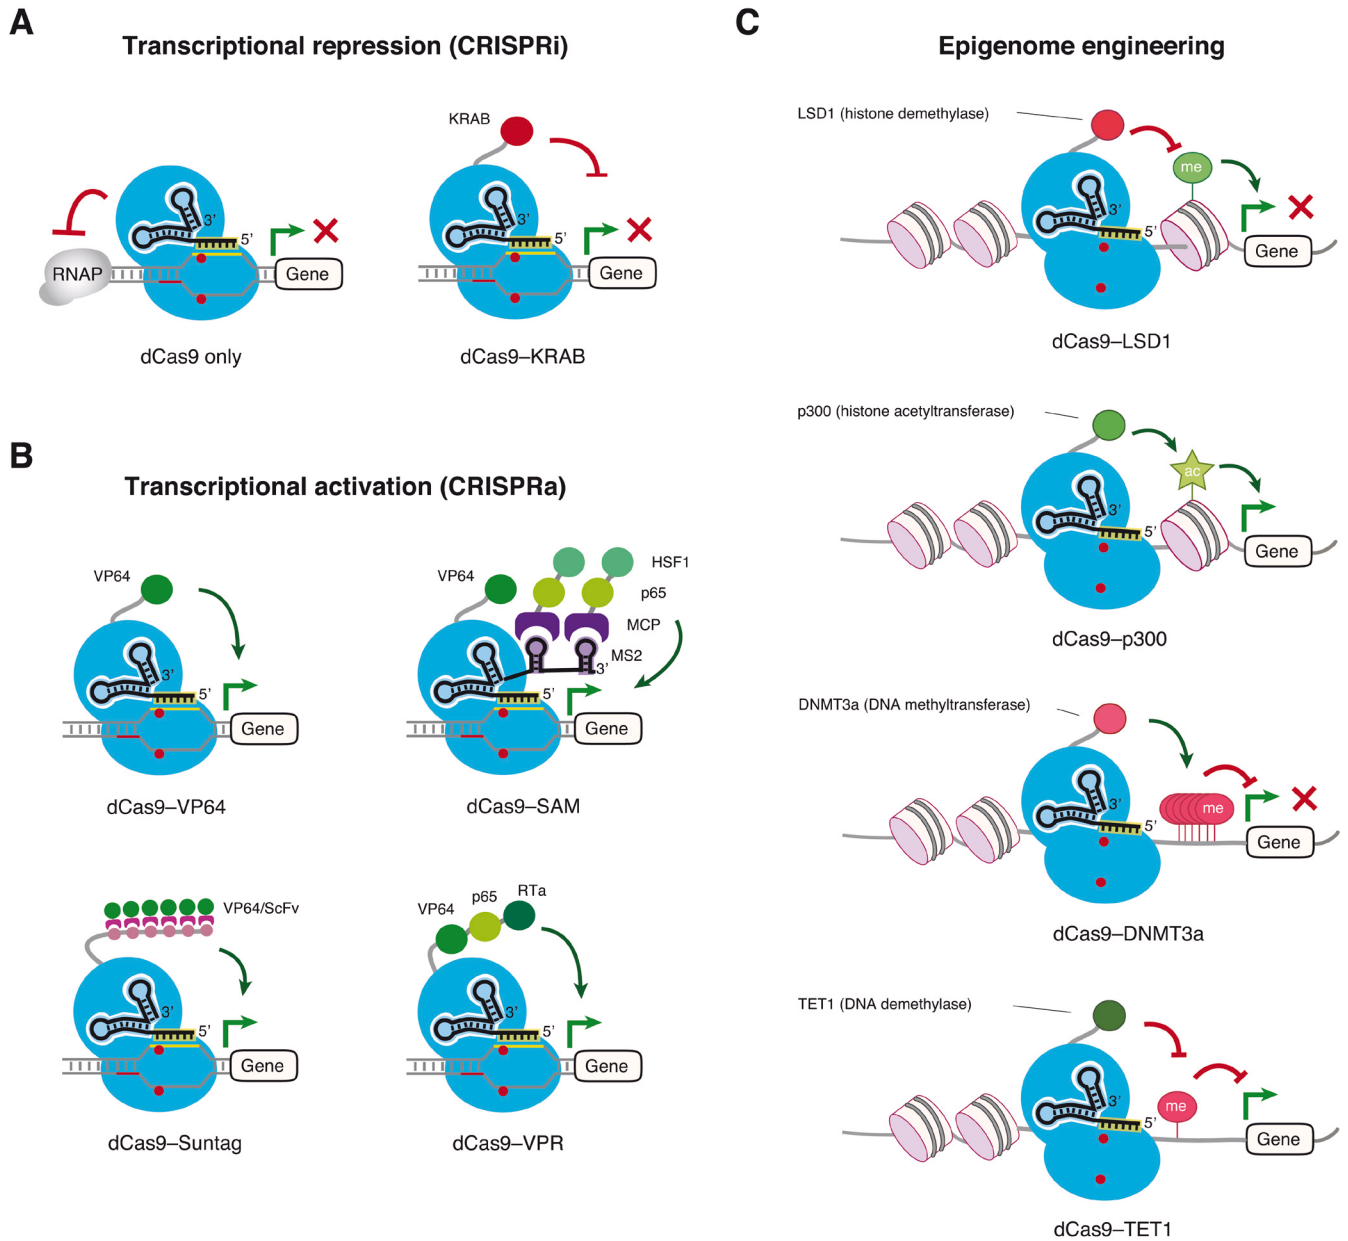 A
Transcriptional repression (CRISPRi)
KRAB
3’
5’
RNAP
Gene
3’
5’
Gene
dCas9 only
dCas9–KRAB
B
Transcriptional activation (CRISPRa)
VP64
3’
5’
Gene
dCas9–VP64
VP64
HSF1
p65
MCP
MS2
3’
5’
Gene
dCas9–SAM
VP64/ScFv
3’
5’
Gene
dCas9–Suntag
VP64
p65
RTa
3’
5’
Gene
dCas9–VPR
C
Epigenome engineering
LSD1 (histone demethylase)
me
3’
5’
Gene
dCas9–LSD1
p300 (histone acetyltransferase)
ac
3’
5’
Gene
dCas9–p300
DNMT3a (DNA methyltransferase)
me
3’
5’
Gene
dCas9–DNMT3a
TET1 (DNA demethylase)
me
3’
5’
Gene
dCas9–TET1